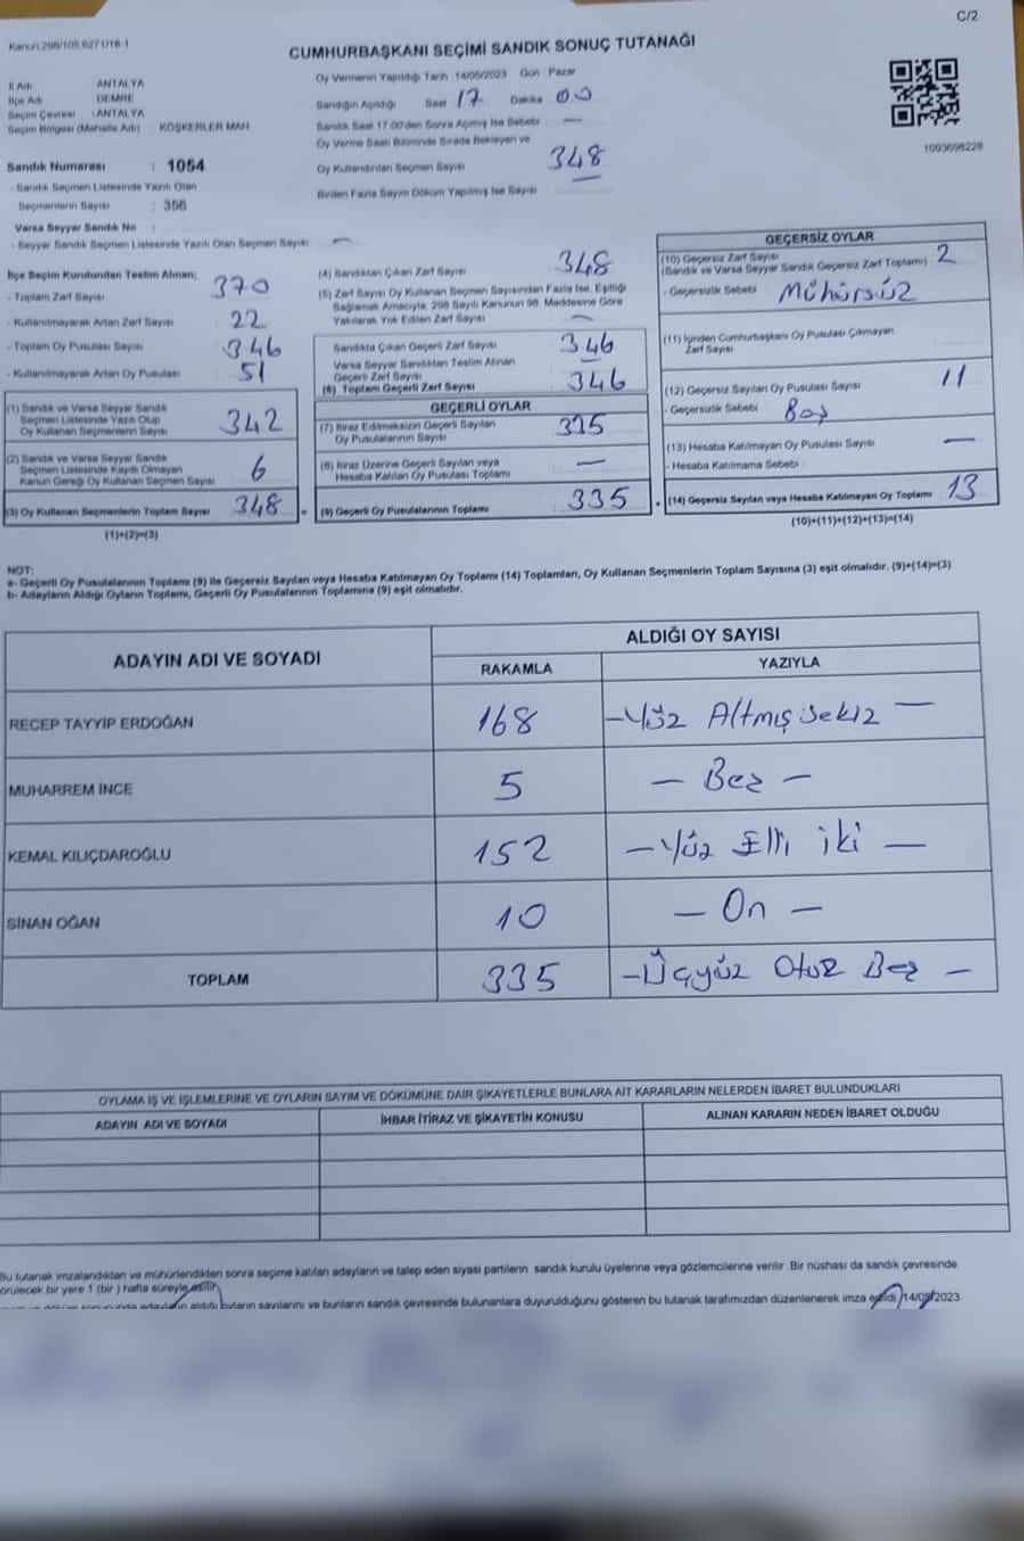 C/2
CUMHURBAŞKANI SEÇİMİ SANDIK SONUÇ TUTANAĞI
İl Adı : ANTALYA
İlçe Adı : DEMRE
Seçim Çevresi : ANTALYA
Seçim Bölgesi (Mahalle Adı) : KÖŞKERLER MAH
Oy Vermenin Yapıldığı Tarih 14/05/2023 Gün Pazar
Sandığın Açıldığı Saat 17 Dakika 00
Sandık Saat 17:00'den Sonra Açılmış İse Sebebi —
Oy Verme Saati Bitiminde Sırada Bekleyen ve
Oy Kullandırılan Seçmen Sayısı 348
Birden Fazla Sayım Döküm Yapılmış İse Sayısı
1003698228
Sandık Numarası : 1054
- Sandık Seçmen Listesinde Yazılı Olan
Seçmenlerin Sayısı : 356
Varsa Seyyar Sandık No :
- Seyyar Sandık Seçmen Listesinde Yazılı Olan Seçmen Sayısı : —
İlçe Seçim Kurulundan Teslim Alınan;
- Toplam Zarf Sayısı 370
- Kullanılmayarak Artan Zarf Sayısı 22
- Toplam Oy Pusulası Sayısı 346
- Kullanılmayarak Artan Oy Pusulası 51
(1) Sandık ve Varsa Seyyar Sandık
Seçmen Listesinde Yazılı Olup
Oy Kullanan Seçmenlerin Sayısı 342
(2) Sandık ve Varsa Seyyar Sandık
Seçmen Listesinde Kayıtlı Olmayan
Kanun Gereği Oy Kullanan Seçmen Sayısı 6
(3) Oy Kullanan Seçmenlerin Toplam Sayısı 348
(1)+(2)=(3)
(4) Sandıktan Çıkan Zarf Sayısı 348
(5) Zarf Sayısı Oy Kullanan Seçmen Sayısından Fazla İse, Eşitliği
Sağlamak Amacıyla, 298 Sayılı Kanunun 98. Maddesine Göre
Yakılarak Yok Edilen Zarf Sayısı —
Sandıkta Çıkan Geçerli Zarf Sayısı 346
Varsa Seyyar Sandıktan Teslim Alınan
Geçerli Zarf Sayısı
(6) Toplam Geçerli Zarf Sayısı 346
GEÇERLİ OYLAR
(7) İtiraz Edilmeksizin Geçerli Sayılan
Oy Pusulalarının Sayısı 335
(8) İtiraz Üzerine Geçerli Sayılan veya
Hesaba Katılan Oy Pusulası Toplamı —
(9) Geçerli Oy Pusulalarının Toplamı 335
GEÇERSİZ OYLAR
(10) Geçersiz Zarf Sayısı
(Sandık ve Varsa Seyyar Sandık Geçersiz Zarf Toplamı) 2
- Geçersizlik Sebebi Mühürsüz
(11) İçinden Cumhurbaşkanı Oy Pusulası Çıkmayan
Zarf Sayısı
(12) Geçersiz Sayılan Oy Pusulası Sayısı 11
- Geçersizlik Sebebi Boş
(13) Hesaba Katılmayan Oy Pusulası Sayısı —
- Hesaba Katılmama Sebebi
(14) Geçersiz Sayılan veya Hesaba Katılmayan Oy Toplamı 13
(10)+(11)+(12)+(13)=(14)
NOT:
a- Geçerli Oy Pusulalarının Toplamı (9) ile Geçersiz Sayılan veya Hesaba Katılmayan Oy Toplamı (14) Toplamları, Oy Kullanan Seçmenlerin Toplam Sayısına (3) eşit olmalıdır. (9)+(14)=(3)
b- Adayların Aldığı Oyların Toplamı, Geçerli Oy Pusulalarının Toplamına (9) eşit olmalıdır.
ADAYIN ADI VE SOYADI
ALDIĞI OY SAYISI
RAKAMLA YAZIYLA
RECEP TAYYİP ERDOĞAN 168 – Yüz Altmış Sekiz —
MUHARREM İNCE 5 – Beş –
KEMAL KILIÇDAROĞLU 152 – Yüz Elli iki —
SİNAN OĞAN 10 – On –
TOPLAM 335 – Üçyüz Otuz Beş –
OYLAMA İŞ VE İŞLEMLERİNE VE OYLARIN SAYIM VE DÖKÜMÜNE DAİR ŞİKAYETLERLE BUNLARA AİT KARARLARIN NELERDEN İBARET BULUNDUKLARI
ADAYIN ADI VE SOYADI İHBAR İTİRAZ VE ŞİKAYETİN KONUSU ALINAN KARARIN NEDEN İBARET OLDUĞU
Bu tutanak imzalandıktan ve mühürlendikten sonra seçime katılan adayların ve talep eden siyasi partilerin sandık kurulu üyelerine veya gözlemcilerine verilir. Bir nüshası da sandık çevresinde
görülecek bir yere 1 (bir) hafta süreyle asılır.
adayların aldığı oyların sayılarını ve bunların sandık çevresinde bulunanlara duyurulduğunu gösteren bu tutanak tarafımızdan düzenlenerek imza edildi. 14/05/2023